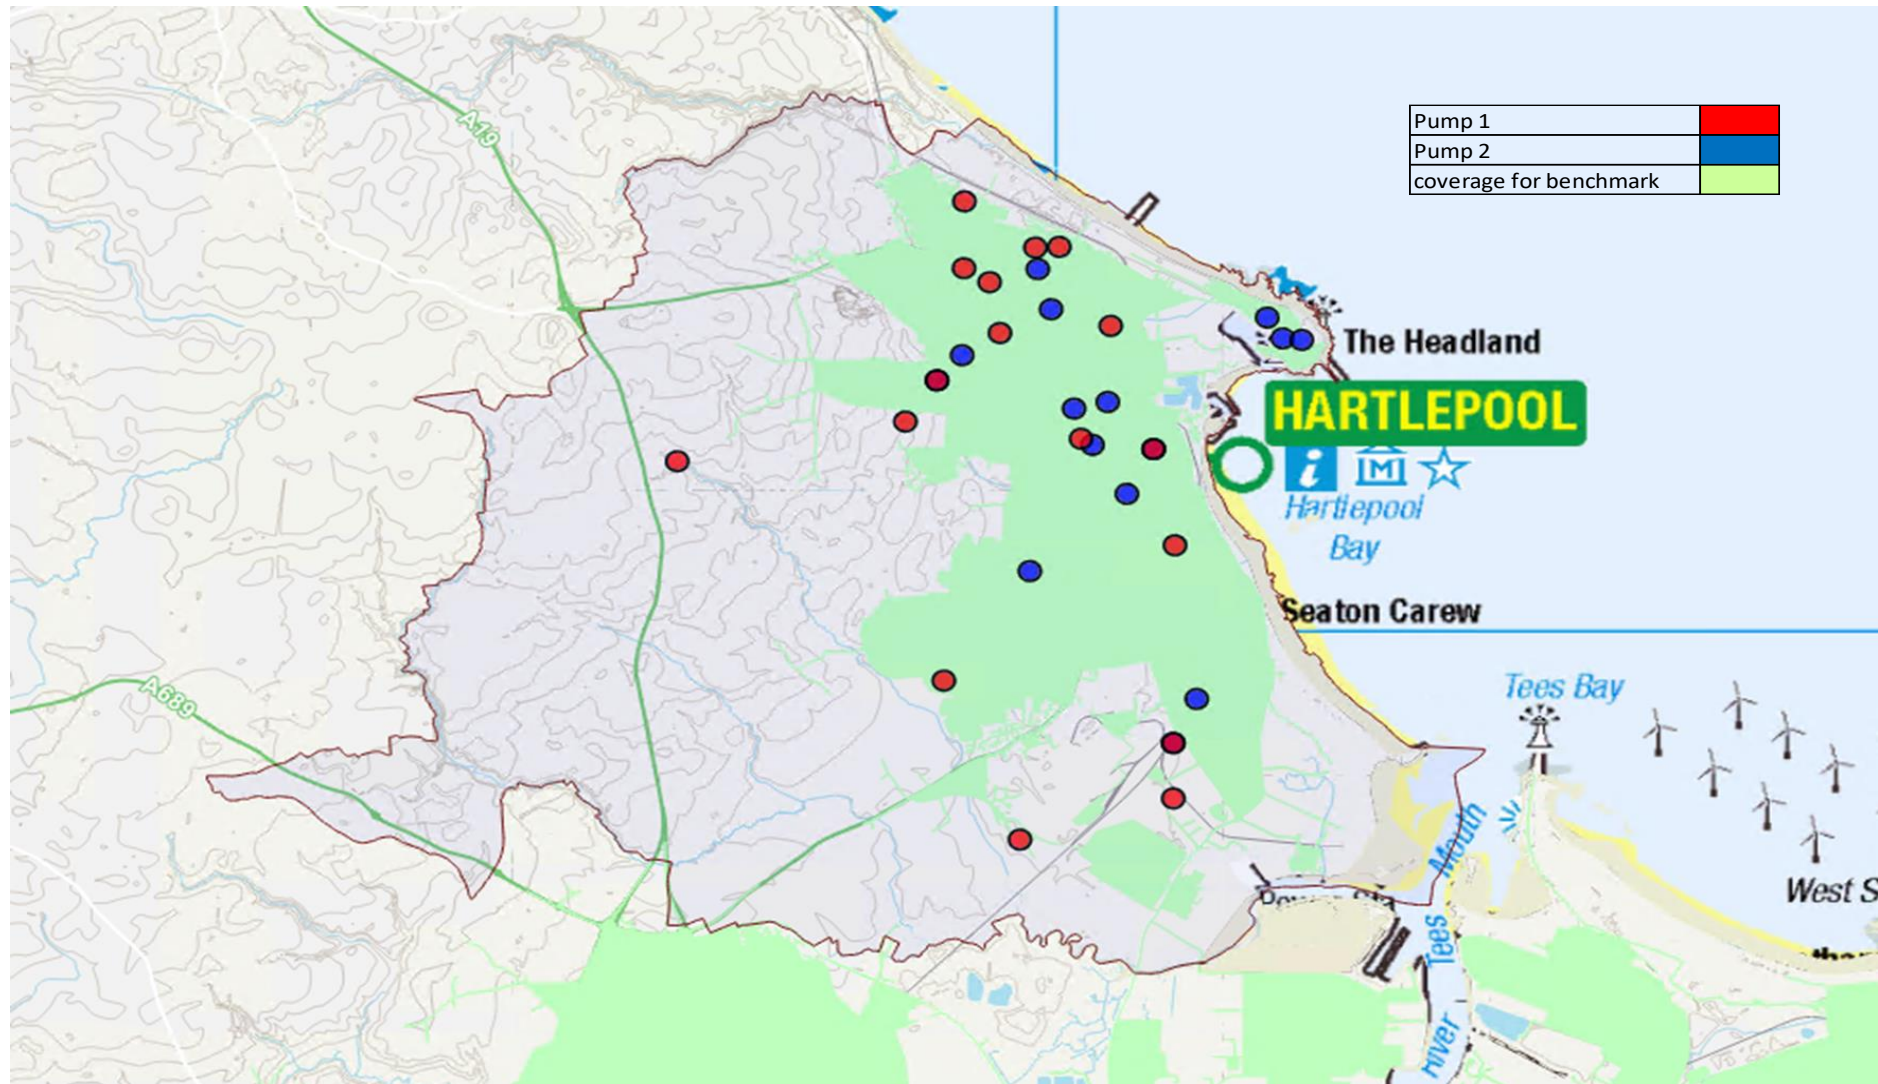 A19
Pump 1
Pump 2
coverage for benchmark
The Headland
HARTLEPOOL
i
M
Hartlepool
Bay
Seaton Carew
A689
Tees Bay
Mouth
West S
Tees
River